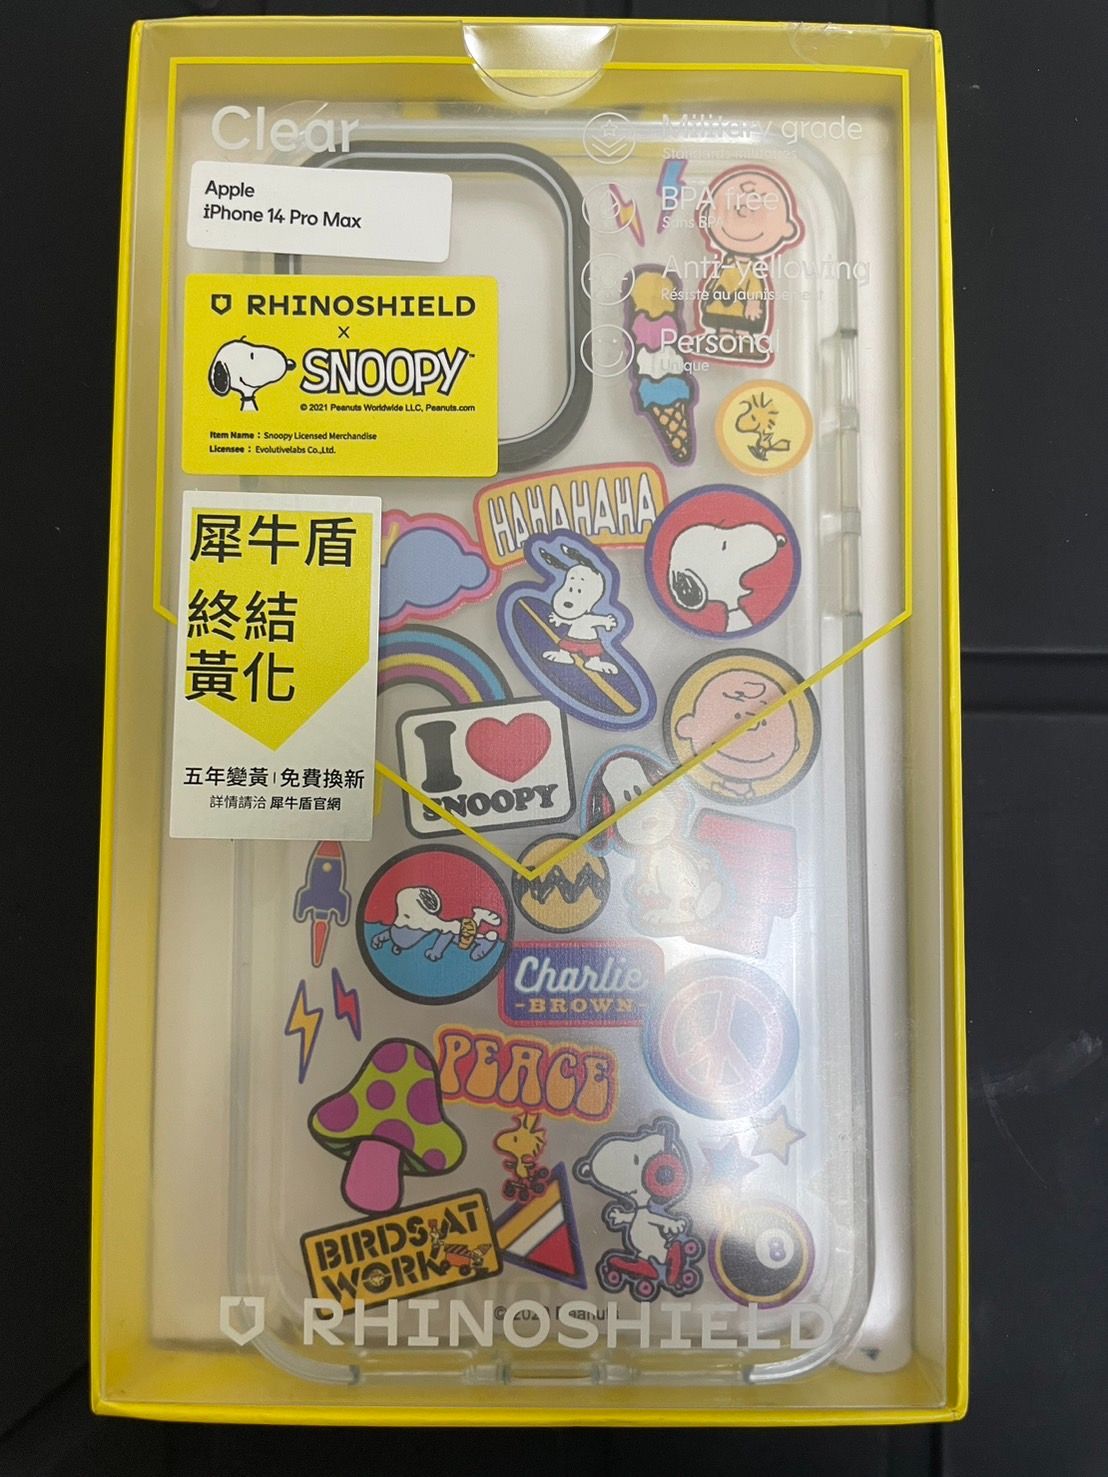 Clear
Apple
iPhone 14 Pro Max
Military grade
BPA free
Sans BPA
Anti-yellowing
Résiste au jaunissement
Personal
Unique
RHINOSHIELD
X
SNOOPY™
© 2021 Peanuts Worldwide LLC, Peanuts.com
Item Name : Snoopy Licensed Merchandise
Licensee : Evolutivelabs Co.,Ltd.
犀牛盾
終結
黃化
五年變黃|免費換新
詳情請洽 犀牛盾官網
HAHAHAHA
I
SNOOPY
Charlie
-BROWN-
PEACE
BIRDS AT
WORK
8
RHINOSHIELD